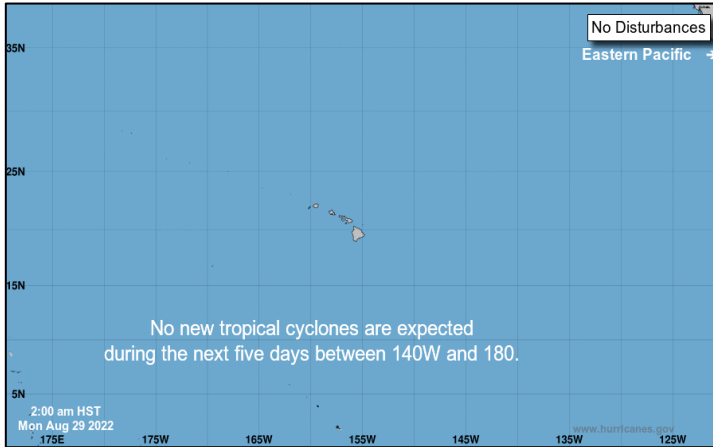 No Disturbances
Eastern Pacific →
35N
25N
15N
No new tropical cyclones are expected
during the next five days between 140W and 180.
5N
2:00 am HST
Mon Aug 29 2022
www.hurricanes.gov
175E 175W 165W 155W 145W 135W 125W